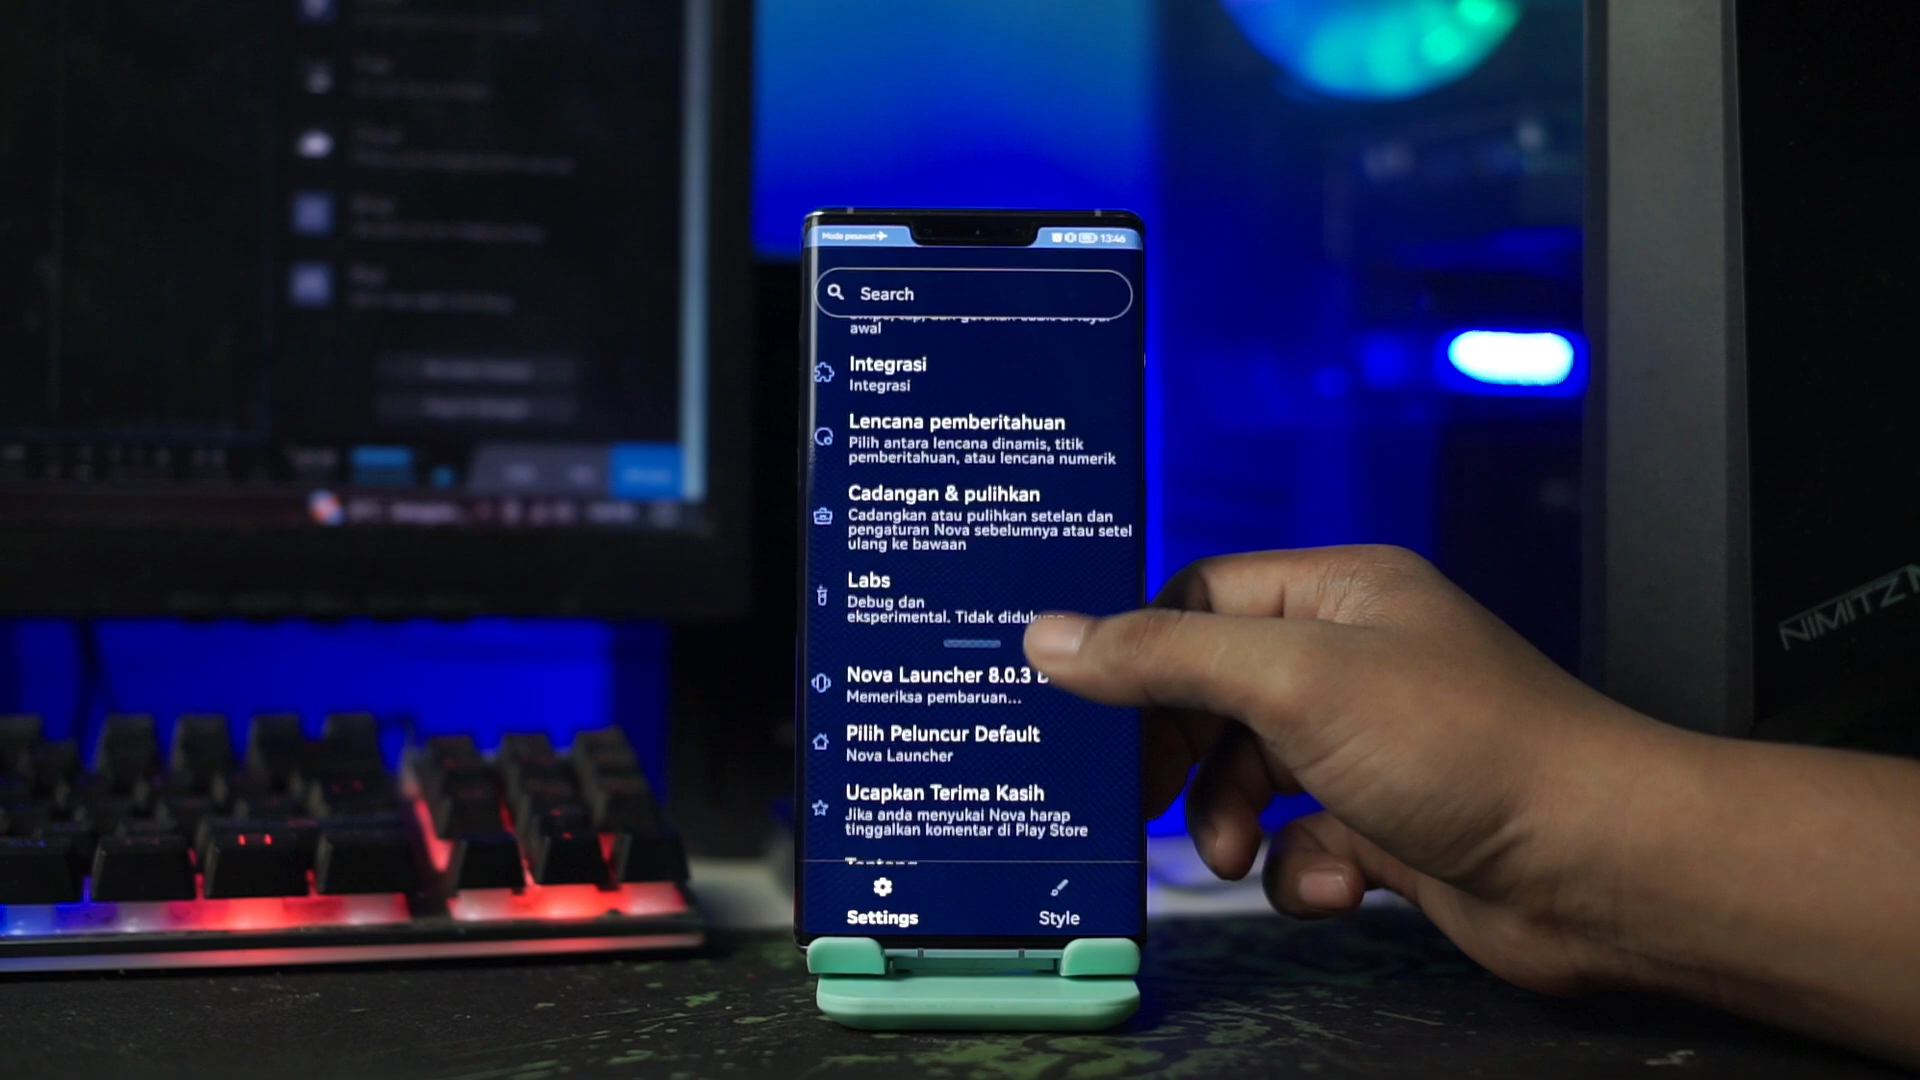 Mode pesawat
13:46
Search
awal
Integrasi
Integrasi
Lencana pemberitahuan
Pilih antara lencana dinamis, titik
pemberitahuan, atau lencana numerik
Cadangan & pulihkan
Cadangkan atau pulihkan setelan dan
pengaturan Nova sebelumnya atau setel
ulang ke bawaan
Labs
Debug dan
eksperimental. Tidak
Nova Launcher 8.0.3
Memeriksa pembaruan...
Pilih Peluncur Default
Nova Launcher
Ucapkan Terima Kasih
Jika anda menyukai Nova harap
tinggalkan komentar di Play Store
Settings
Style
NIMITZ